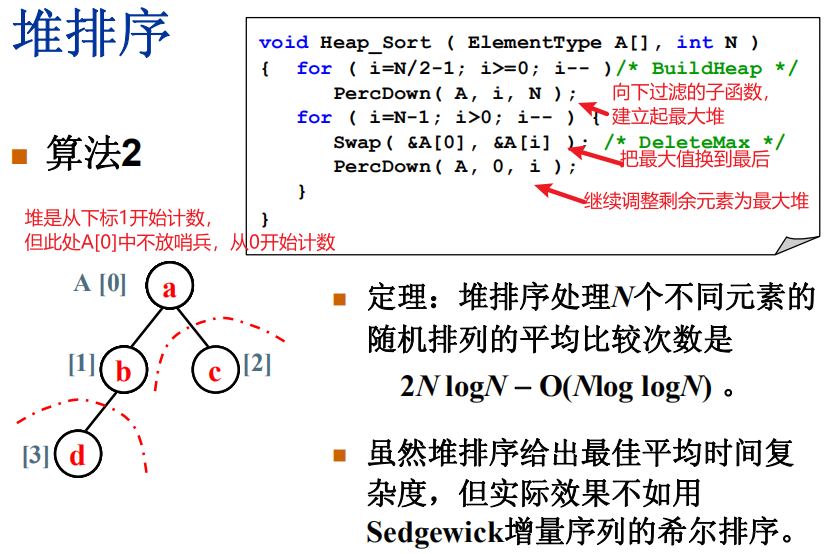 堆排序
void Heap_Sort ( ElementType A[], int N )
{ for ( i=N/2-1; i>=0; i-- )/* BuildHeap */
PercDown( A, i, N );
向下过滤的子函数,
建立起最大堆
for ( i=N-1; i>0; i-- ) {
Swap( &A[0], &A[i] ); /* DeleteMax */
把最大值换到最后
PercDown( A, 0, i );
继续调整剩余元素为最大堆
}
}
算法2
堆是从下标1开始计数,
但此处A[0]中不放哨兵，从0开始计数
A [0]
a
[1]
b
c
[2]
[3]
d
定理：堆排序处理N个不同元素的
随机排列的平均比较次数是
2N logN − O(Nlog logN) 。
虽然堆排序给出最佳平均时间复
杂度，但实际效果不如用
Sedgewick增量序列的希尔排序。